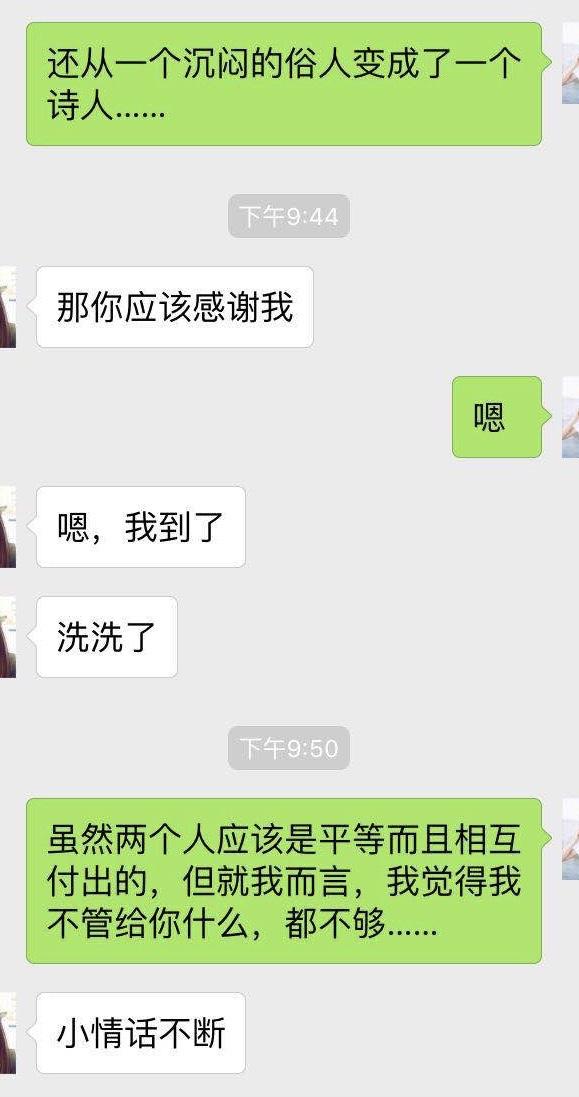 还从一个沉闷的俗人变成了一个
诗人……
下午9:44
那你应该感谢我
嗯
嗯，我到了
洗洗了
下午9:50
虽然两个人应该是平等而且相互
付出的，但就我而言，我觉得我
不管给你什么，都不够……
小情话不断